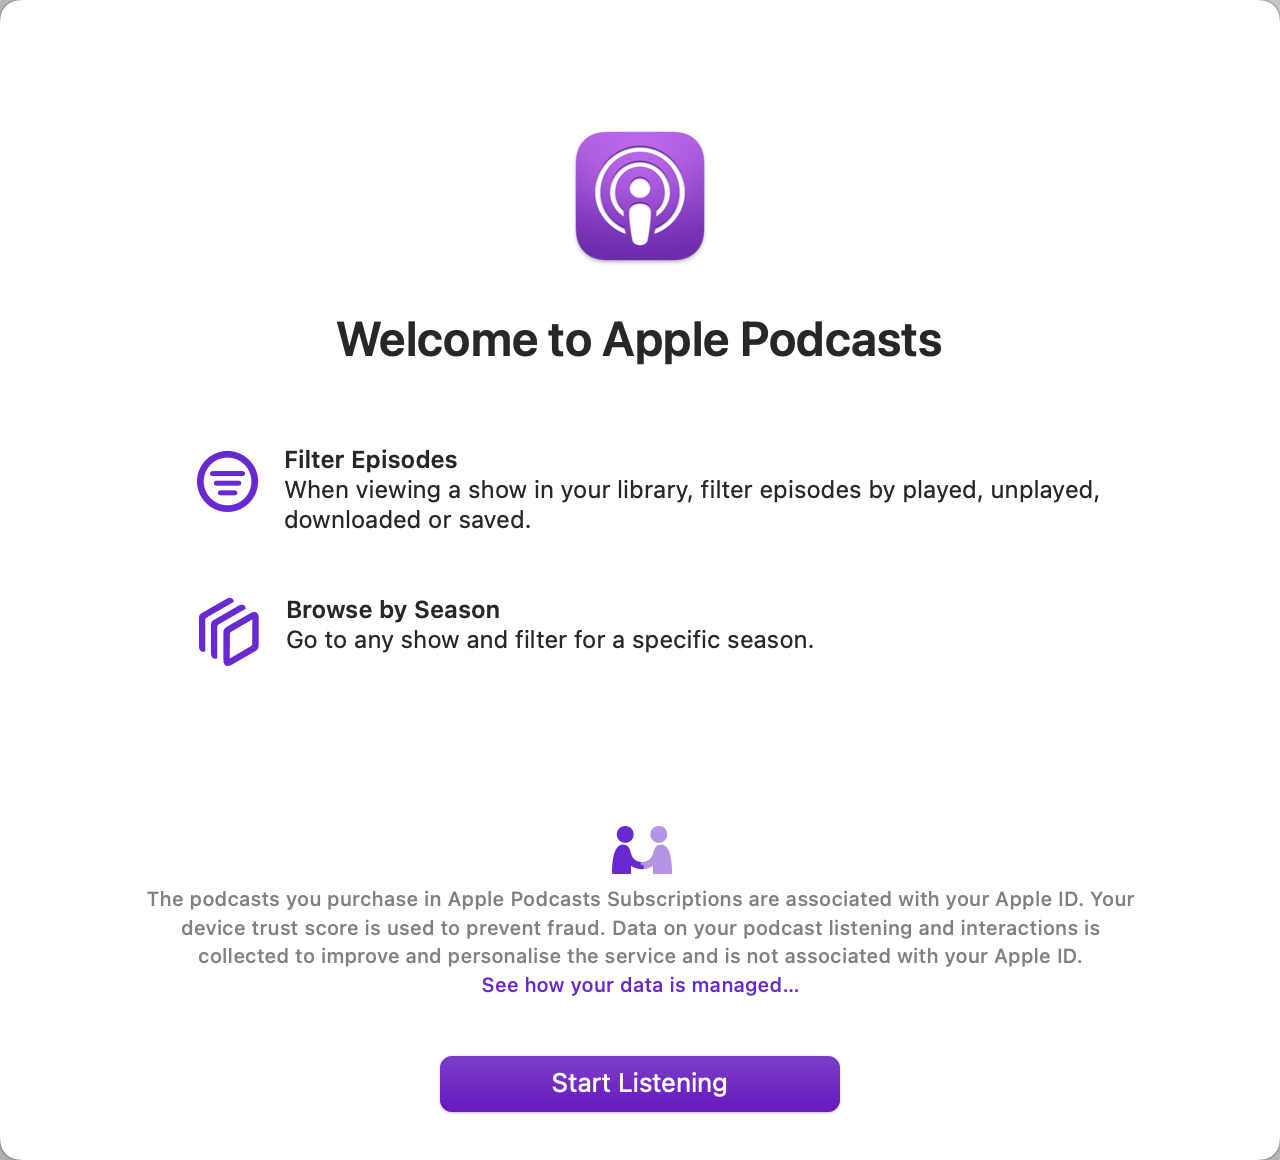 Welcome to Apple Podcasts
Filter Episodes
When viewing a show in your library, filter episodes by played, unplayed,
downloaded or saved.
Browse by Season
Go to any show and filter for a specific season.
The podcasts you purchase in Apple Podcasts Subscriptions are associated with your Apple ID. Your
device trust score is used to prevent fraud. Data on your podcast listening and interactions is
collected to improve and personalise the service and is not associated with your Apple ID.
See how your data is managed...
Start Listening